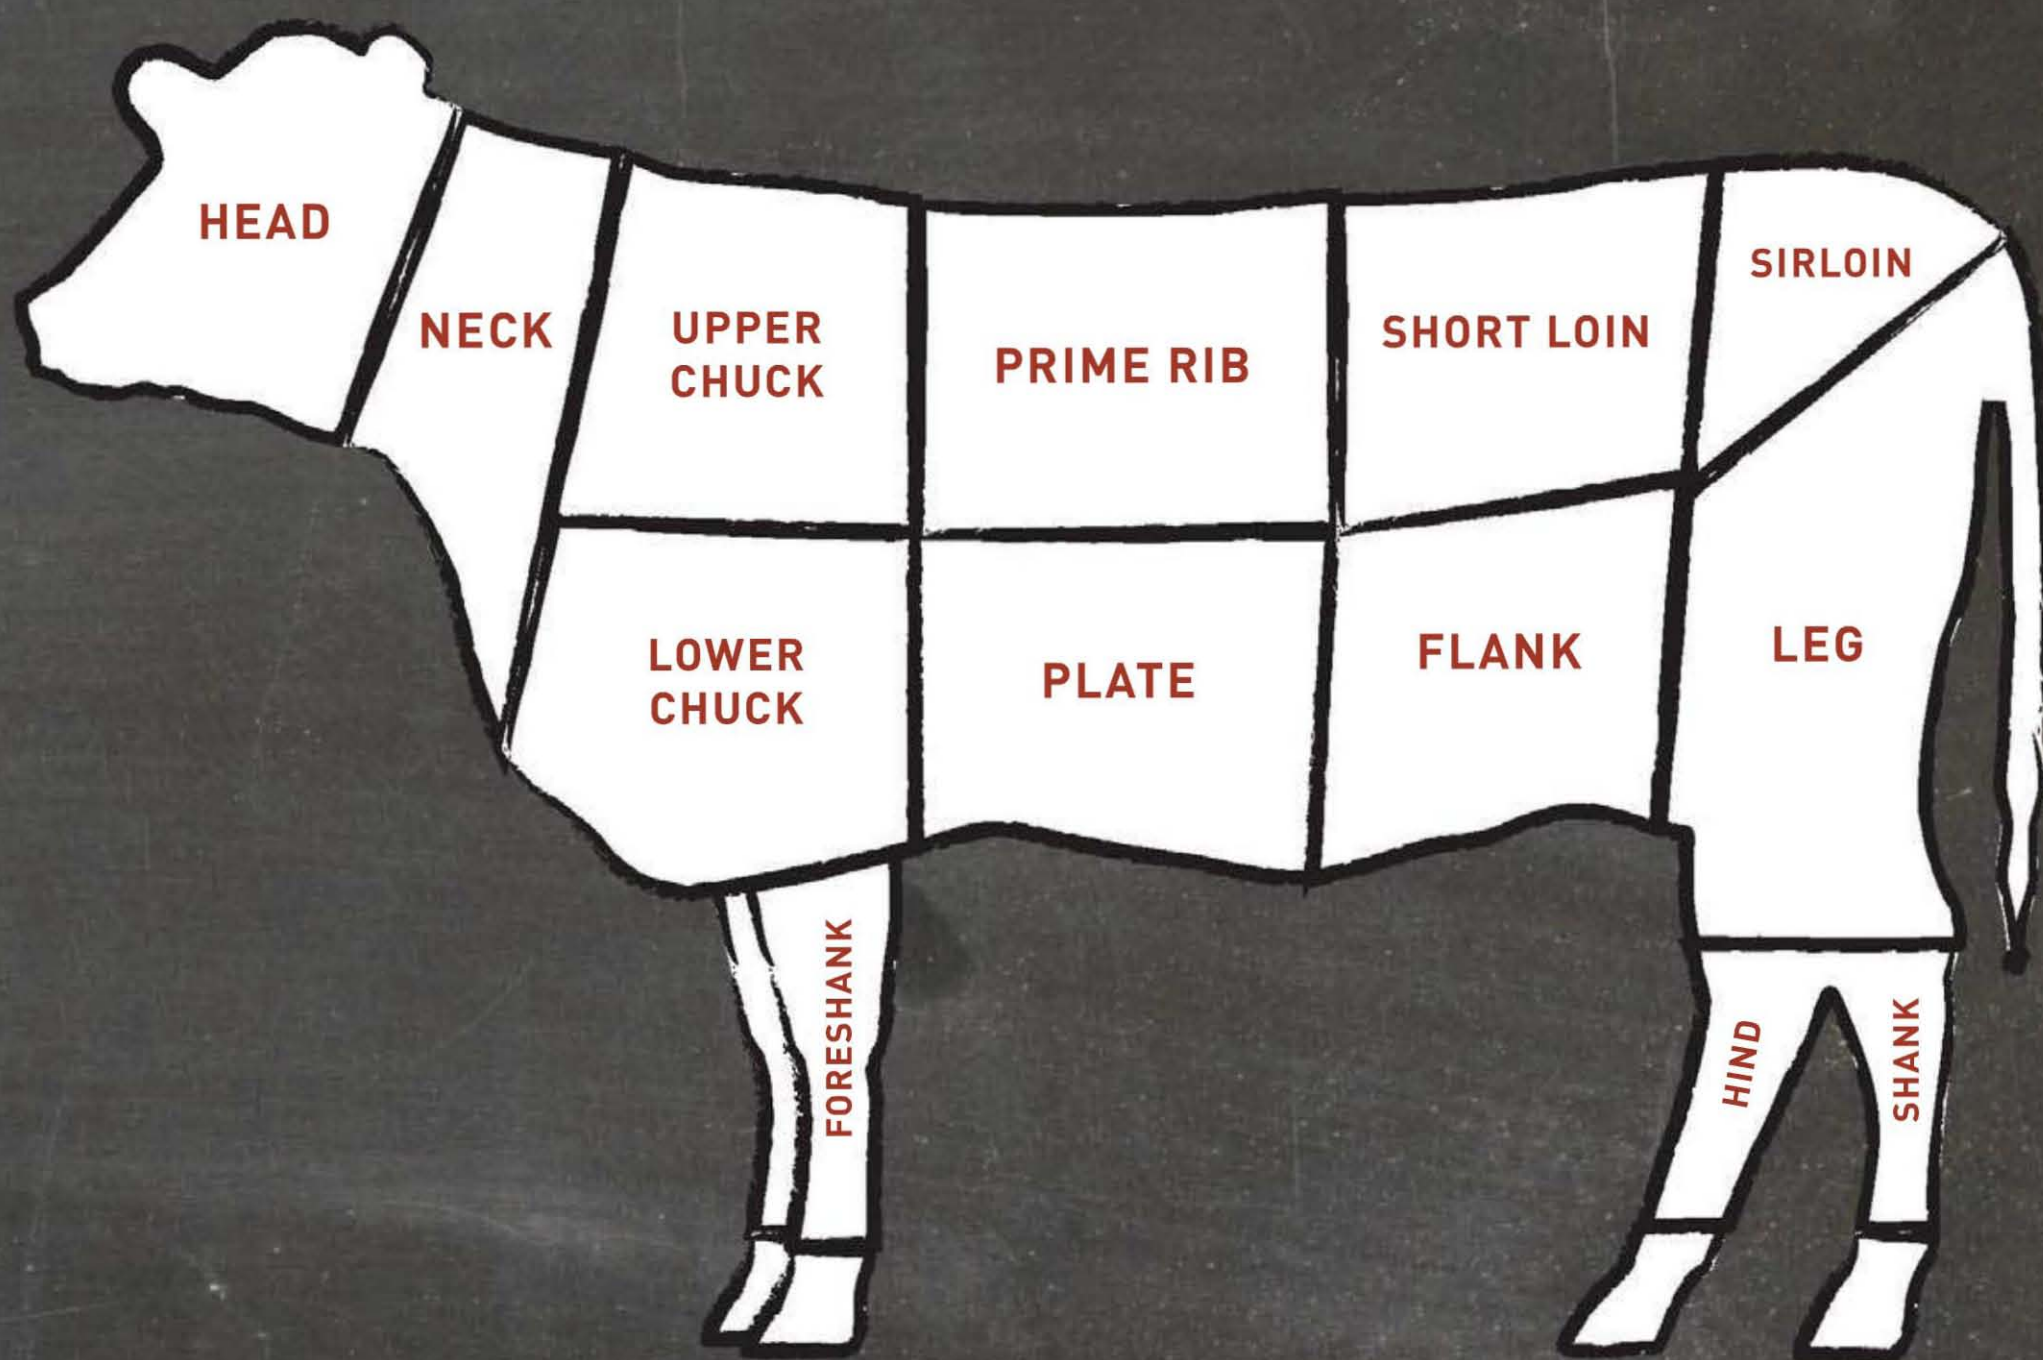 HEAD
NECK
UPPER
CHUCK
PRIME RIB
SHORT LOIN
SIRLOIN
LOWER
CHUCK
PLATE
FLANK
LEG
FORESHANK
HIND
SHANK